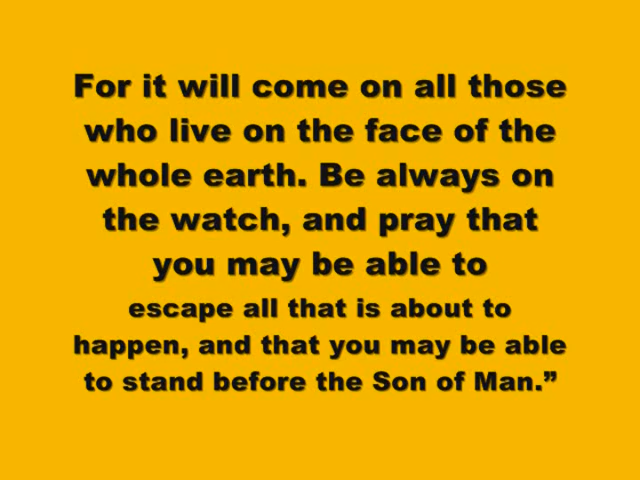 For it will come on all those
who live on the face of the
whole earth. Be always on
the watch, and pray that
you may be able to
escape all that is about to
happen, and that you may be able
to stand before the Son of Man.”